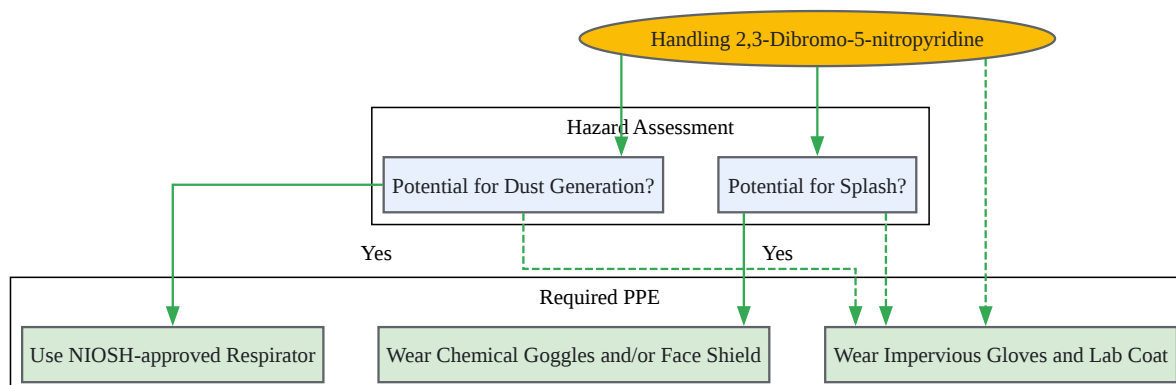 Handling 2,3-Dibromo-5-nitropyridine
Hazard Assessment
Potential for Dust Generation?
Potential for Splash?
Yes
Yes
Required PPE
Use NIOSH-approved Respirator
Wear Chemical Goggles and/or Face Shield
Wear Impervious Gloves and Lab Coat